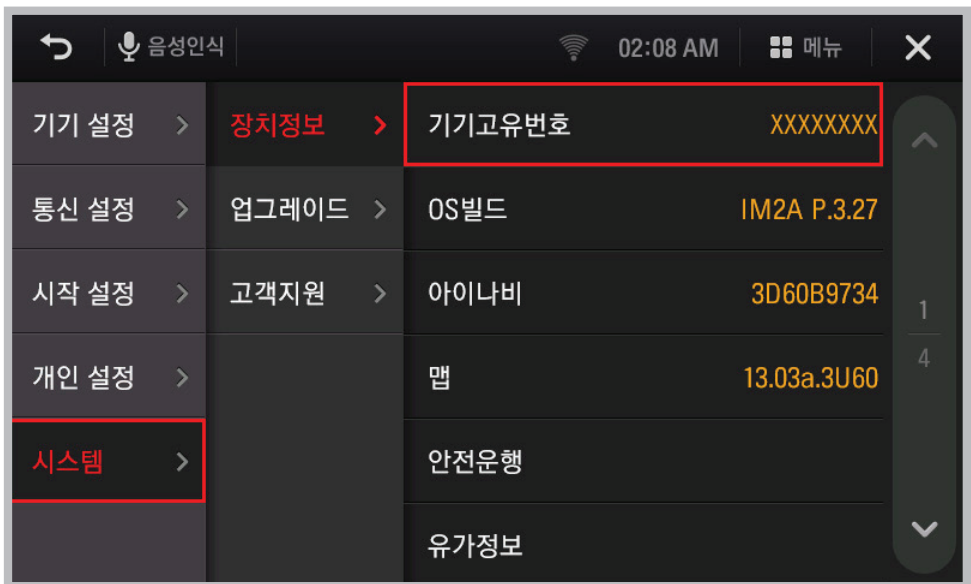 음성인식 02:08 AM 메뉴
기기 설정 장치정보 기기고유번호 XXXXXXXX
통신 설정 업그레이드 OS빌드 IM2A P.3.27
시작 설정 고객지원 아이나비 3D60B9734
1
개인 설정 맵 13.03a.3U60
4
시스템 안전운행
유가정보